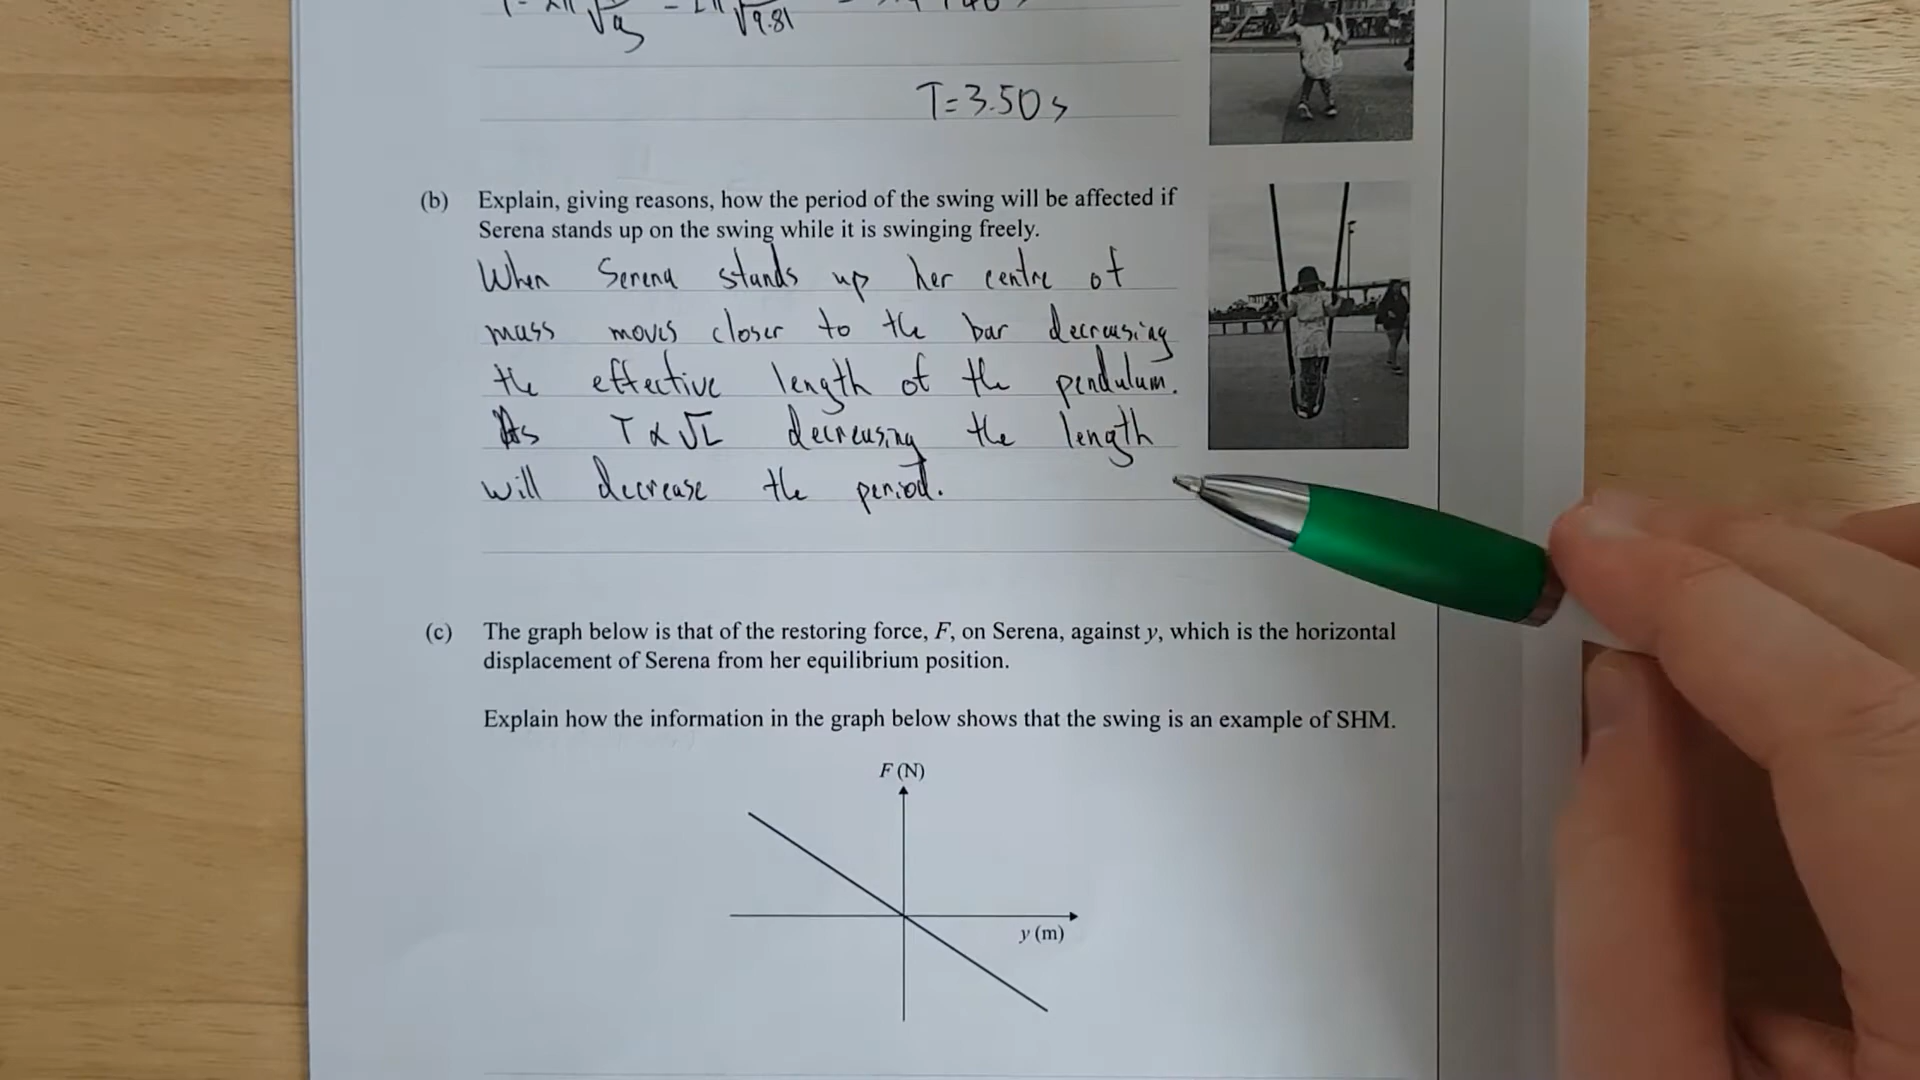 9.81
T=3.50s
(b) Explain, giving reasons, how the period of the swing will be affected if
Serena stands up on the swing while it is swinging freely.
When Serena stands up her centre of
mass moves closer to the bar decreasing
the effective length of the pendulum.
As T ∝ √L decreasing the length
will decrease the period.
(c) The graph below is that of the restoring force, F, on Serena, against y, which is the horizontal
displacement of Serena from her equilibrium position.
Explain how the information in the graph below shows that the swing is an example of SHM.
F (N)
y (m)